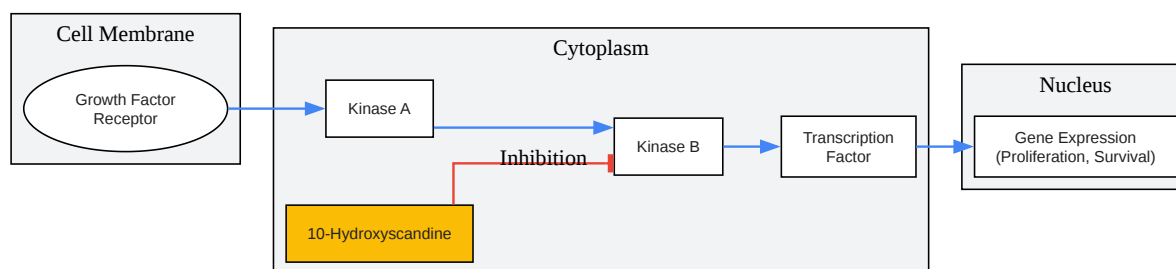 Cell Membrane
Growth Factor
Receptor
Cytoplasm
Kinase A
Inhibition
Kinase B
Transcription
Factor
10-Hydroxyscandine
Nucleus
Gene Expression
(Proliferation, Survival)